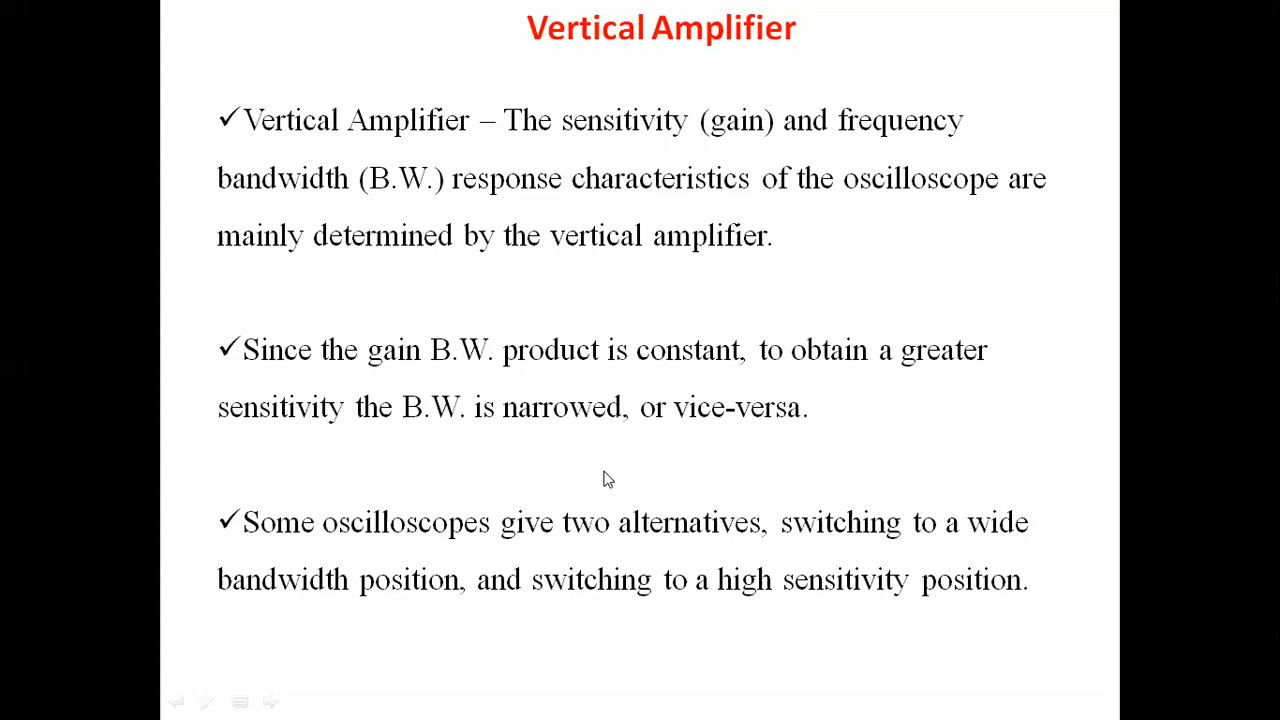 Vertical Amplifier
✓Vertical Amplifier – The sensitivity (gain) and frequency
bandwidth (B.W.) response characteristics of the oscilloscope are
mainly determined by the vertical amplifier.
✓Since the gain B.W. product is constant, to obtain a greater
sensitivity the B.W. is narrowed, or vice-versa.
✓Some oscilloscopes give two alternatives, switching to a wide
bandwidth position, and switching to a high sensitivity position.